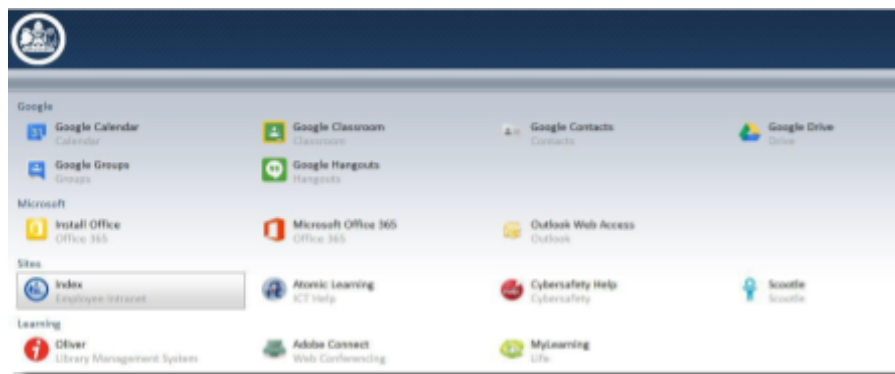 Google
Google Calendar
Calendar
Google Classroom
Classroom
Google Contacts
Contacts
Google Drive
Drive
Google Groups
Groups
Google Hangouts
Hangouts
Microsoft
Install Office
Office 365
Microsoft Office 365
Office 365
Outlook Web Access
Outlook
Sites
Index
Employee Intranet
Atomic Learning
ICT Help
Cybersafety Help
Cybersafety
Scootle
Scootle
Learning
Oliver
Library Management System
Adobe Connect
Web Conferencing
MyLearning
Life